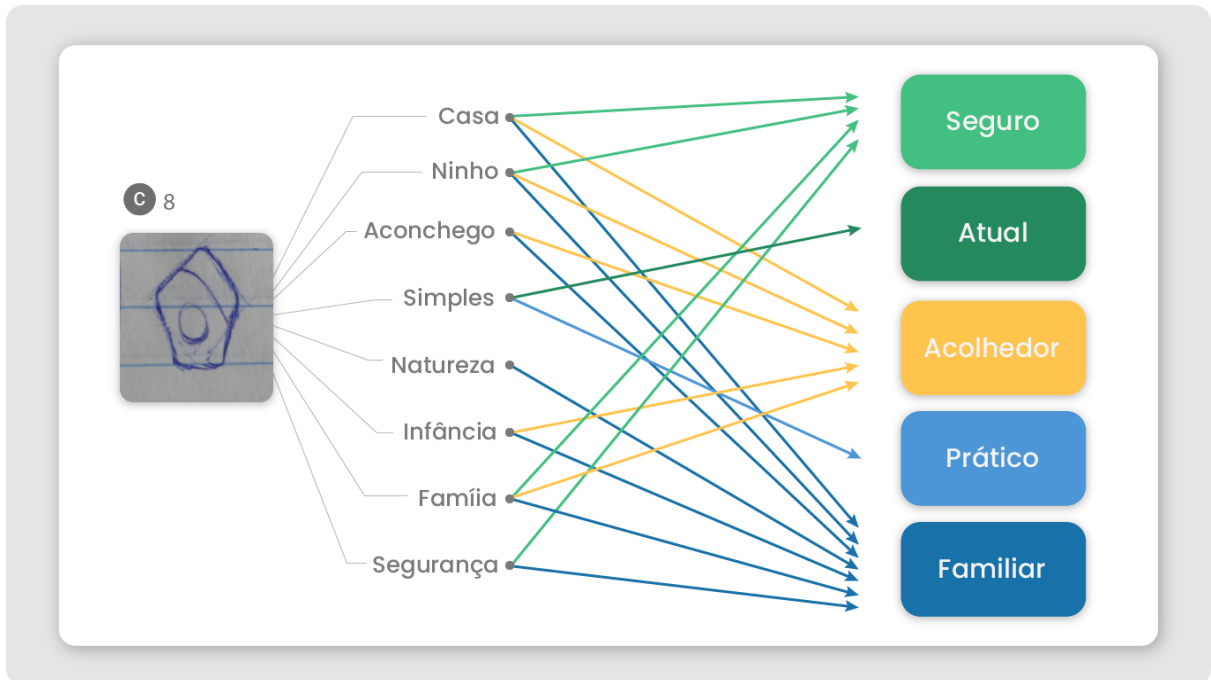 C 8
Casa
Ninho
Aconchego
Simples
Natureza
Infância
Famíia
Segurança
Seguro
Atual
Acolhedor
Prático
Familiar